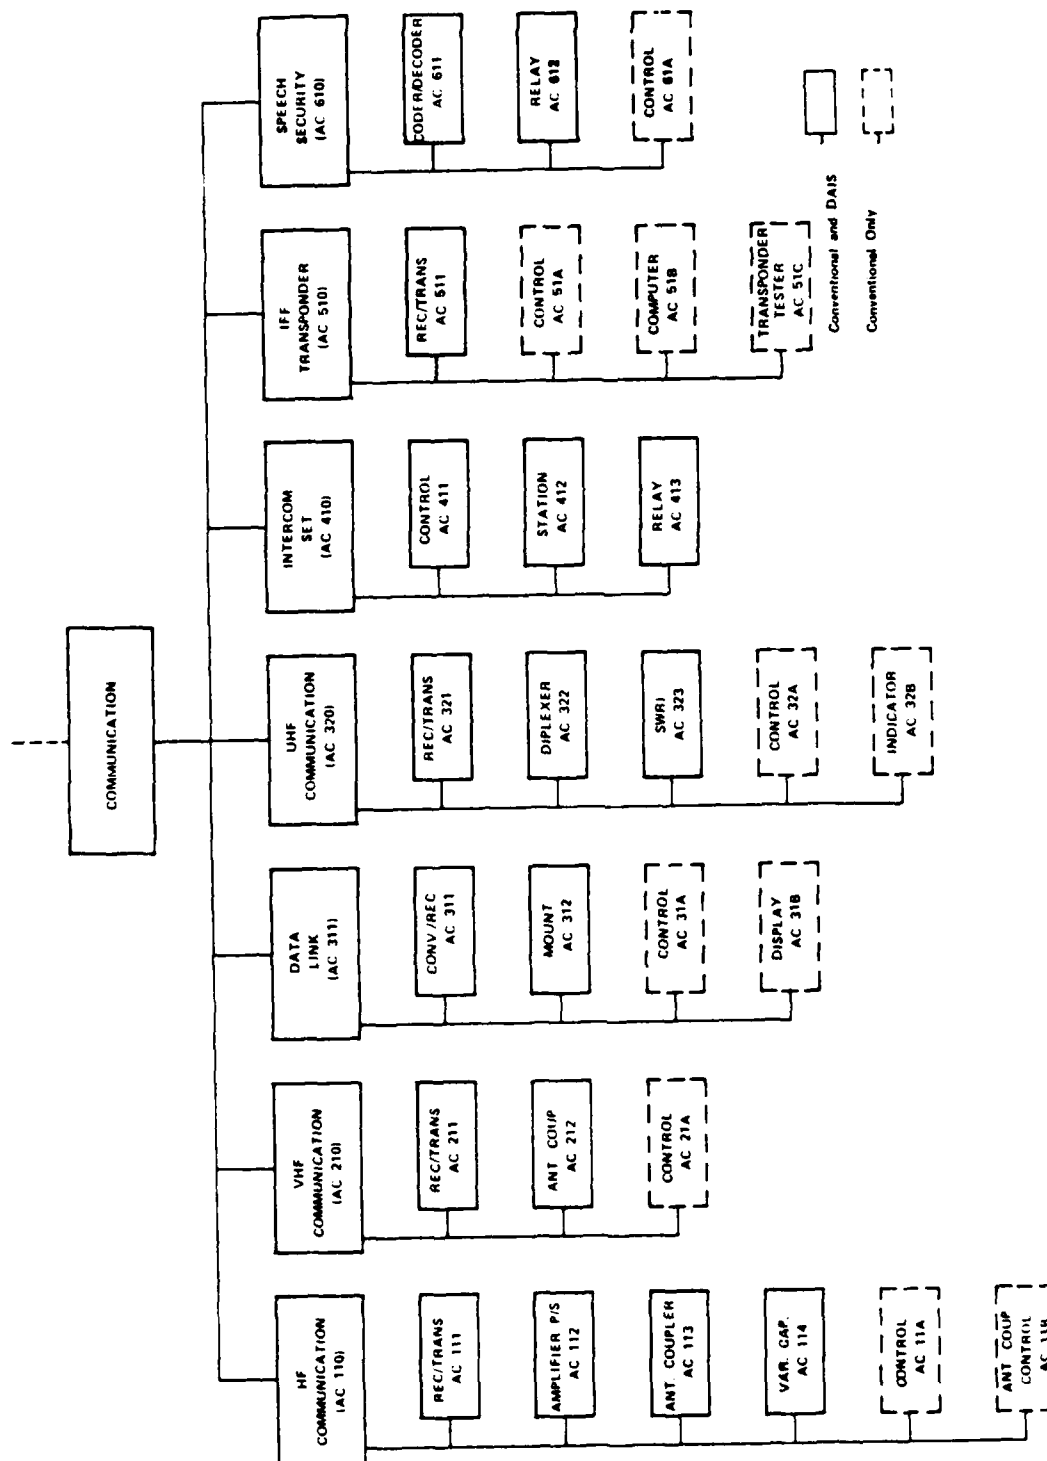 COMMUNICATION
HF
COMMUNICATION
(AC 110)
REC/TRANS
AC 111
AMPLIFIER P/S
AC 112
ANT. COUPLER
AC 113
VAR. CAP.
AC 114
CONTROL
AC 11A
ANT COUP
CONTROL
AC 11B
VHF
COMMUNICATION
(AC 210)
REC/TRANS
AC 211
ANT COUP
AC 212
CONTROL
AC 21A
DATA
LINK
(AC 311)
CONV/REC
AC 311
MOUNT
AC 312
CONTROL
AC 31A
DISPLAY
AC 31B
UHF
COMMUNICATION
(AC 320)
REC/TRANS
AC 321
DIPLEXER
AC 322
SWRI
AC 323
CONTROL
AC 32A
INDICATOR
AC 32B
INTERCOM
SET
(AC 410)
CONTROL
AC 411
STATION
AC 412
RELAY
AC 413
IFF
TRANSPONDER
(AC 510)
REC/TRANS
AC 511
CONTROL
AC 51A
COMPUTER
AC 51B
TRANSPONDER
TESTER
AC 51C
SPEECH
SECURITY
(AC 610)
CODER/DECODER
AC 611
RELAY
AC 612
CONTROL
AC 61A
Conventional and DAIS
Conventional Only